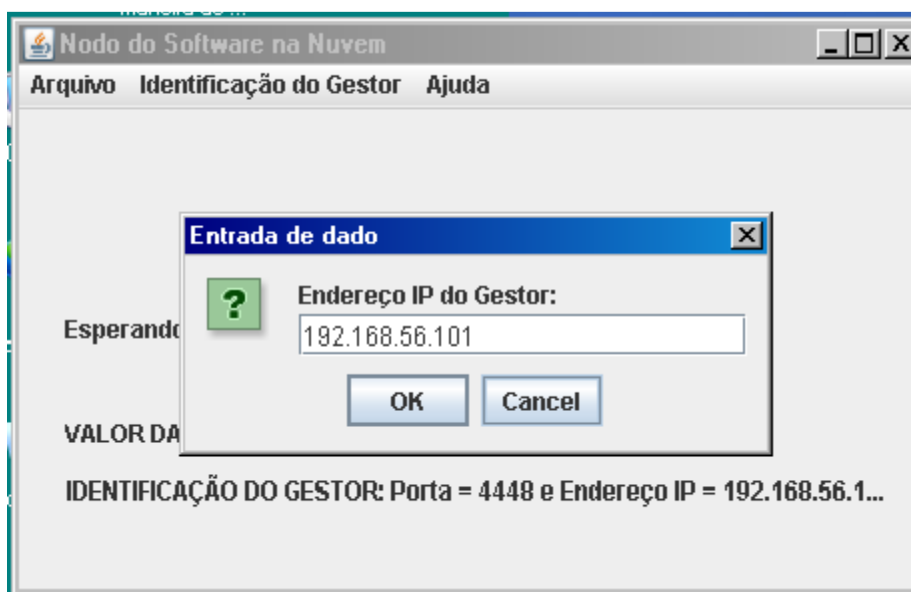 Nodo do Software na Nuvem
Arquivo Identificação do Gestor Ajuda
Entrada de dado
? Endereço IP do Gestor:
192.168.56.101
OK Cancel
VALOR DA
IDENTIFICAÇÃO DO GESTOR: Porta = 4448 e Endereço IP = 192.168.56.1...